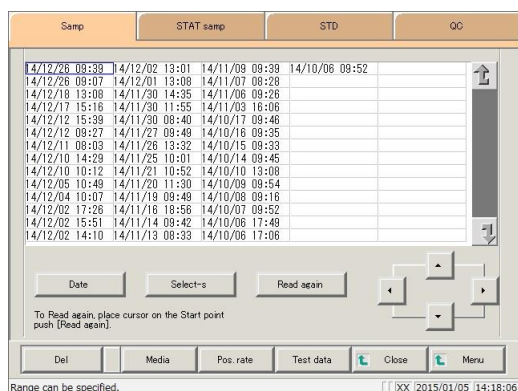 Samp STAT samp STD QC
14/12/26 09:39 14/12/02 13:01 14/11/09 09:39 14/10/06 09:52
14/12/26 09:07 14/12/01 13:08 14/11/07 08:28
14/12/18 13:08 14/11/30 14:35 14/11/06 09:26
14/12/17 15:16 14/11/30 11:55 14/11/03 16:06
14/12/12 15:39 14/11/30 08:40 14/10/17 09:46
14/12/12 09:27 14/11/27 09:49 14/10/16 09:35
14/12/11 08:03 14/11/26 13:32 14/10/15 09:33
14/12/10 14:29 14/11/25 10:01 14/10/14 09:45
14/12/10 10:12 14/11/21 10:52 14/10/10 13:08
14/12/05 10:49 14/11/20 11:30 14/10/09 09:54
14/12/04 10:07 14/11/19 09:49 14/10/08 09:16
14/12/02 17:26 14/11/16 18:56 14/10/07 09:52
14/12/02 15:51 14/11/14 09:42 14/10/06 17:49
14/12/02 14:10 14/11/13 08:33 14/10/06 17:06
Date Select-s Read again
To Read again, place cursor on the Start point
push [Read again].
Del Media Pos. rate Test data Close Menu
Range can be specified. XX 2015/01/05 14:18:06